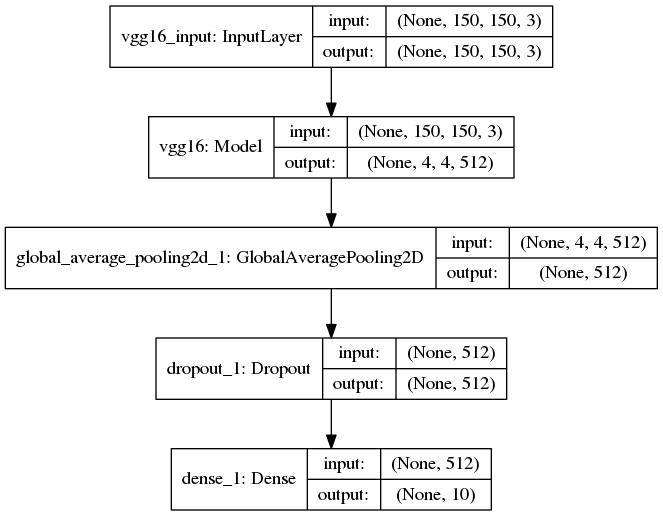 vgg16_input: InputLayer
input: (None, 150, 150, 3)
output: (None, 150, 150, 3)
vgg16: Model
input: (None, 150, 150, 3)
output: (None, 4, 4, 512)
global_average_pooling2d_1: GlobalAveragePooling2D
input: (None, 4, 4, 512)
output: (None, 512)
dropout_1: Dropout
input: (None, 512)
output: (None, 512)
dense_1: Dense
input: (None, 512)
output: (None, 10)